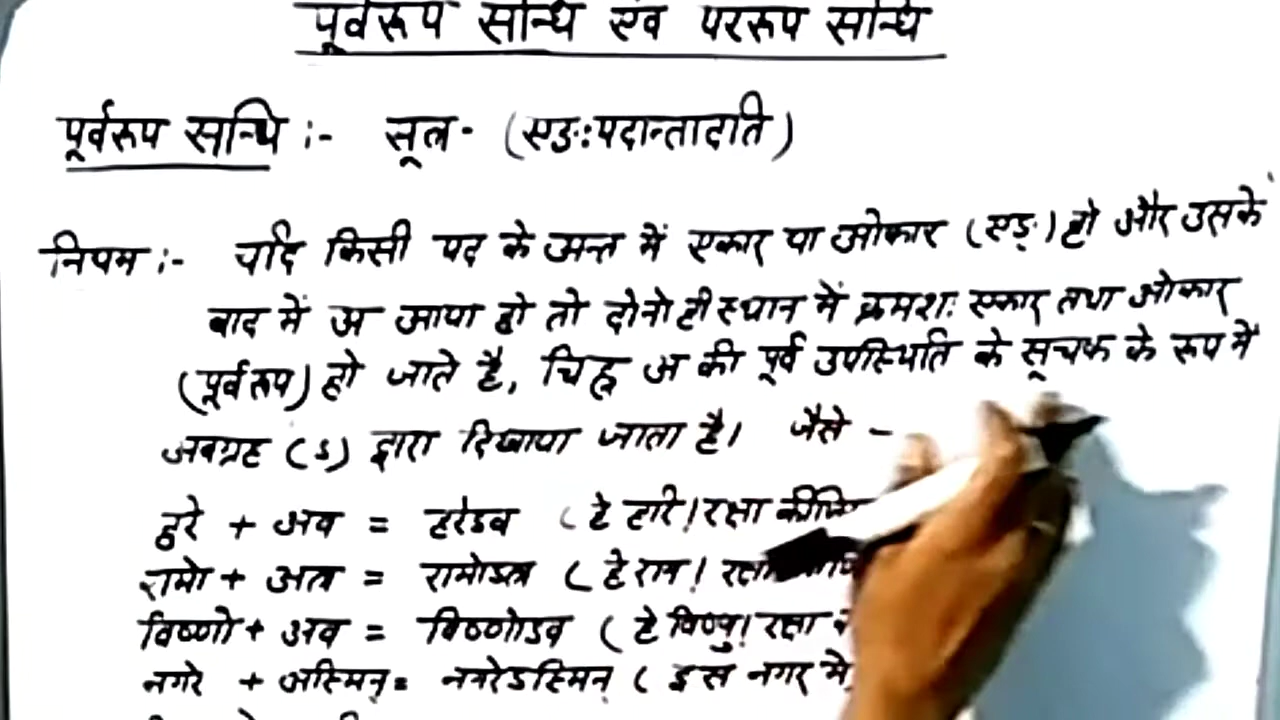 पूर्वरूप सन्धि एवं पररूप सन्धि
पूर्वरूप सन्धि :- सूत्र- (एङ:पदान्तादति)
नियम :- यदि किसी पद के अन्त में एकार या ओकार (एङ्) हो और उसके
बाद में अ आया हो तो दोनो ही स्थान में क्रमशः एकार तथा ओकार
(पूर्वरूप) हो जाते है, चिह्न अ की पूर्व उपस्थिति के सूचक के रूप में
अवग्रह (ऽ) द्वारा दिखाया जाता है। जैसे -
हरे + अव = हरेऽव (हे हरि! रक्षा कीजिए
रामो + अत्र = रामोऽत्र (हे राम! रक्षा
विष्णो + अव = विष्णोऽव (हे विष्णु! रक्षा
नगरे + अस्मिन् = नगरेऽस्मिन् (इस नगर में